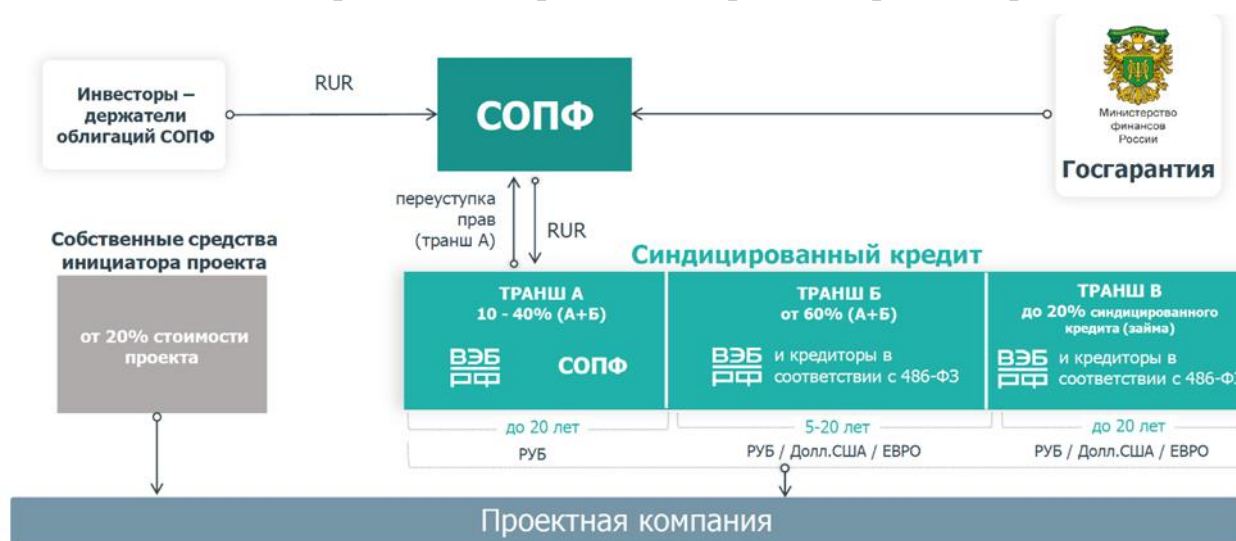 Инвесторы –
держатели
облигаций СОПФ
RUR
СОПФ
Министерство
финансов
России
Госгарантия
переуступка
прав
(транш А)
RUR
Собственные средства
инициатора проекта
от 20% стоимости
проекта
Синдицированный кредит
ТРАНШ А
10 - 40% (А+Б)
ВЭБ
РФ
СОПФ
ТРАНШ Б
от 60% (А+Б)
ВЭБ
РФ
и кредиторы в
соответствии с 486-ФЗ
ТРАНШ В
до 20% синдицированного
кредита (займа)
ВЭБ
РФ
и кредиторы в
соответствии с 486-ФЗ
до 20 лет
5-20 лет
до 20 лет
РУБ
РУБ / Долл.США / ЕВРО
РУБ / Долл.США / ЕВРО
Проектная компания